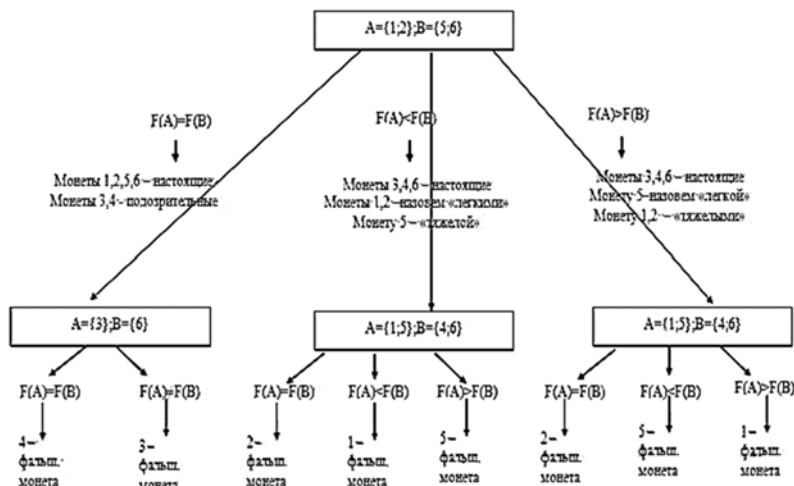 A={1;2};B={5;6}
F(A)=F(B)
F(A)<F(B)
F(A)>F(B)
Монеты 1,2,5,6 – настоящие,
Монеты 3,4 - подозрительные
Монеты 3,4,6 – настоящие
Монеты 1,2 – назовем «легкими»
Монету 5 – «тяжелой»
Монеты 3,4,6 – настоящие
Монету 5 – назовем «легкой»
Монету 1,2 – «тяжелыми»
A={3};B={6}
A={1;5};B={4;6}
A={1;5};B={4;6}
F(A)=F(B)
F(A)≠F(B)
F(A)=F(B)
F(A)<F(B)
F(A)>F(B)
F(A)=F(B)
F(A)<F(B)
F(A)>F(B)
4 –
фальш.
монета
3 –
фальш.
монета
2 –
фальш.
монета
1 –
фальш.
монета
5 –
фальш.
монета
2 –
фальш.
монета
5 –
фальш.
монета
1 –
фальш.
монета